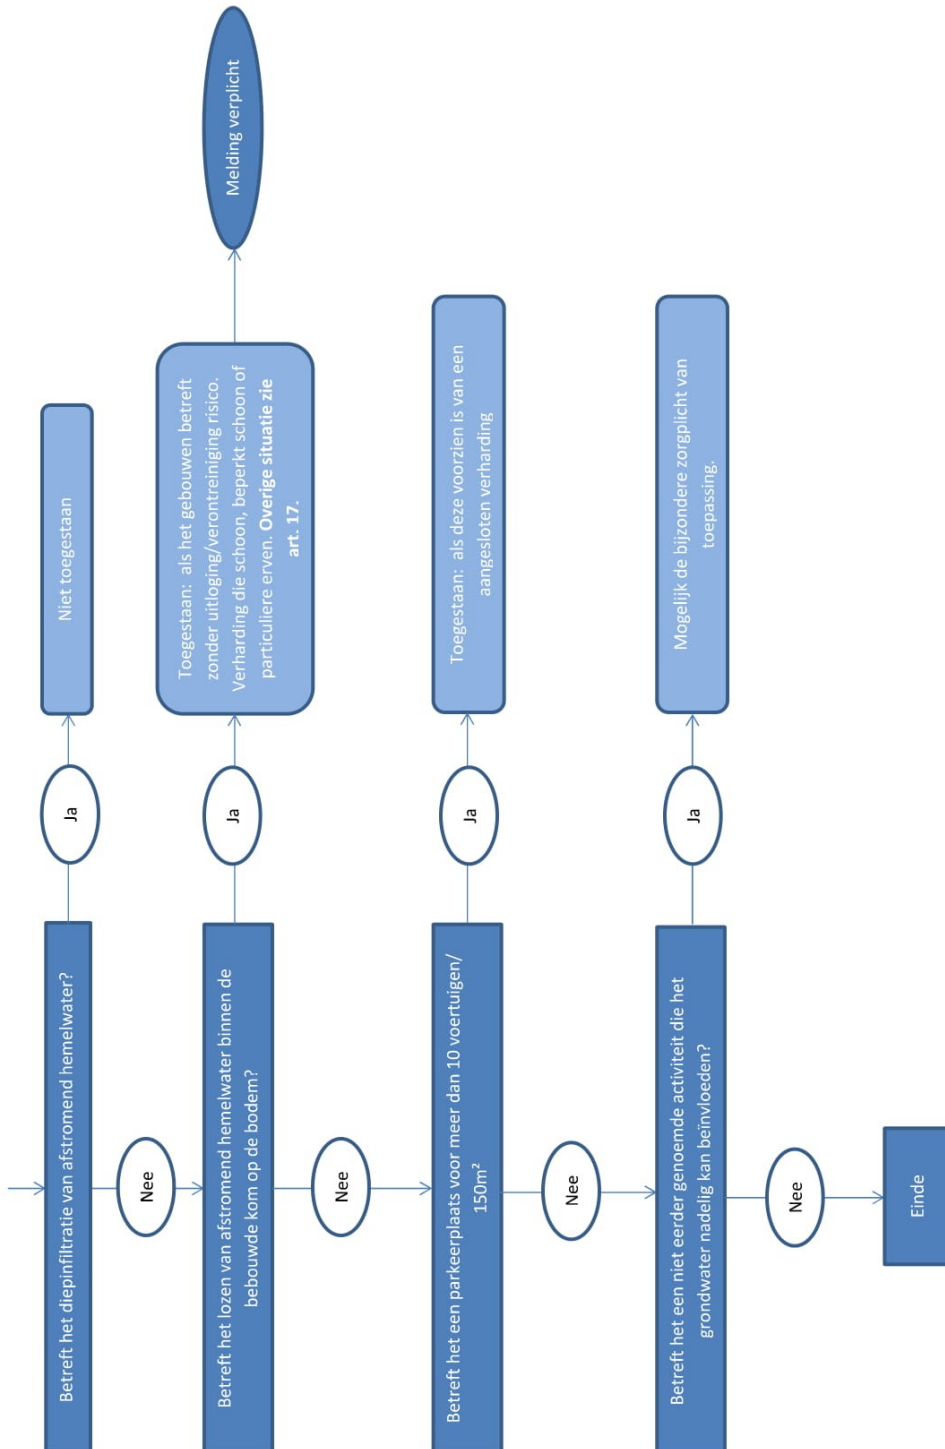 Betreft het diepinfiltratie van afstromend hemelwater?
Ja
Niet toegestaan
Nee
Betreft het lozen van afstromend hemelwater binnen de
bebouwde kom op de bodem?
Ja
Toegestaan: als het gebouwen betreft
zonder uitloging/verontreiniging risico.
Verharding die schoon, beperkt schoon of
particuliere erven. Overige situatie zie
art. 17.
Melding verplicht
Nee
Betreft het een parkeerplaats voor meer dan 10 voertuigen/
150m²
Ja
Toegestaan: als deze voorzien is van een
aangesloten verharding
Nee
Betreft het een niet eerder genoemde activiteit die het
grondwater nadelig kan beïnvloeden?
Ja
Mogelijk de bijzondere zorgplicht van
toepassing.
Nee
Einde